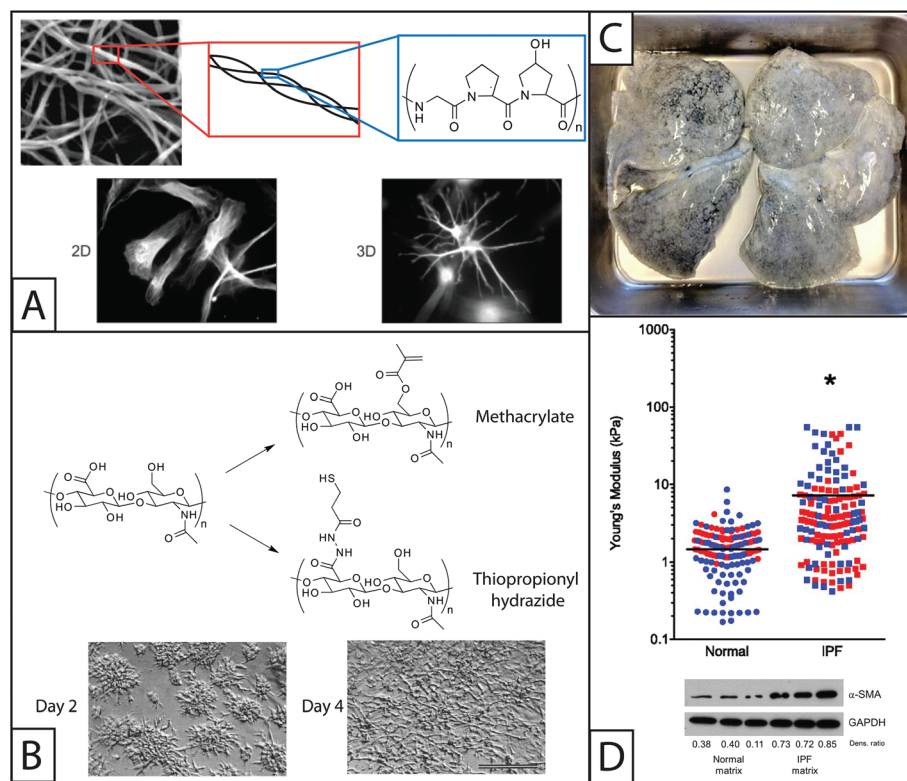 A
OH
H
N
O
N
O
N
O
n
2D
3D
B
O
O
OH
O
O
O
HO
O
HO
OH
O
NH
n
O
Methacrylate
O
OH
HO
O
O
HO
HO
OH
O
NH
n
O
HS
O
HN
NH
O
HO
O
O
HO
HO
OH
O
NH
n
O
Thiopropionyl
hydrazide
Day 2
Day 4
C
1000
100
10
1
0.1
Young's Modulus (kPa)
*
Normal
IPF
α-SMA
GAPDH
0.38 0.40 0.11 0.73 0.72 0.85 Dens. ratio
Normal
matrix
IPF
matrix
D